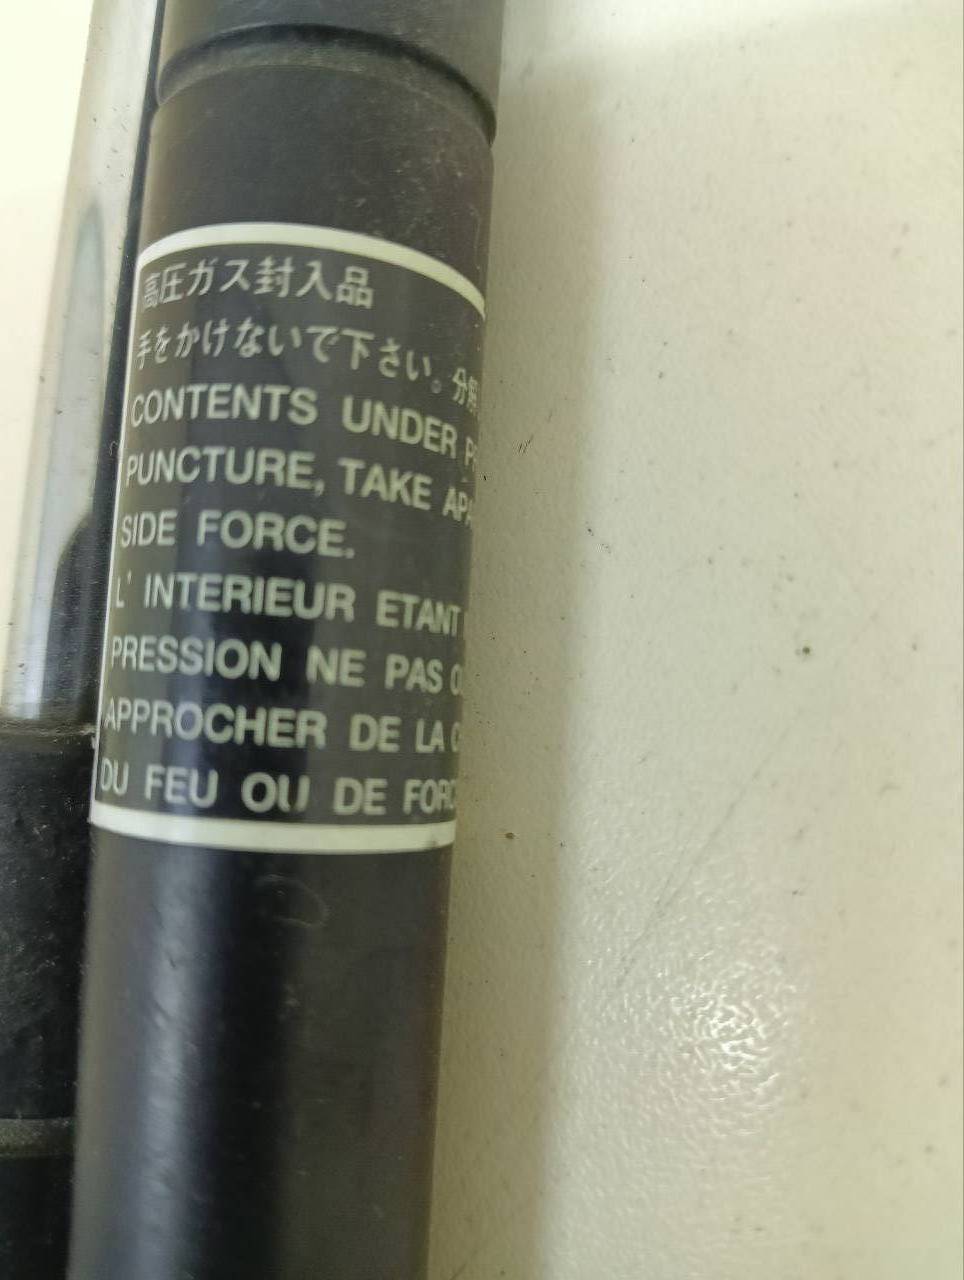 高圧ガス封入品
手をかけないで下さい。分解
CONTENTS UNDER
PUNCTURE, TAKE
SIDE FORCE.
L' INTERIEUR ETANT
PRESSION NE PAS
APPROCHER DE LA
DU FEU OU DE